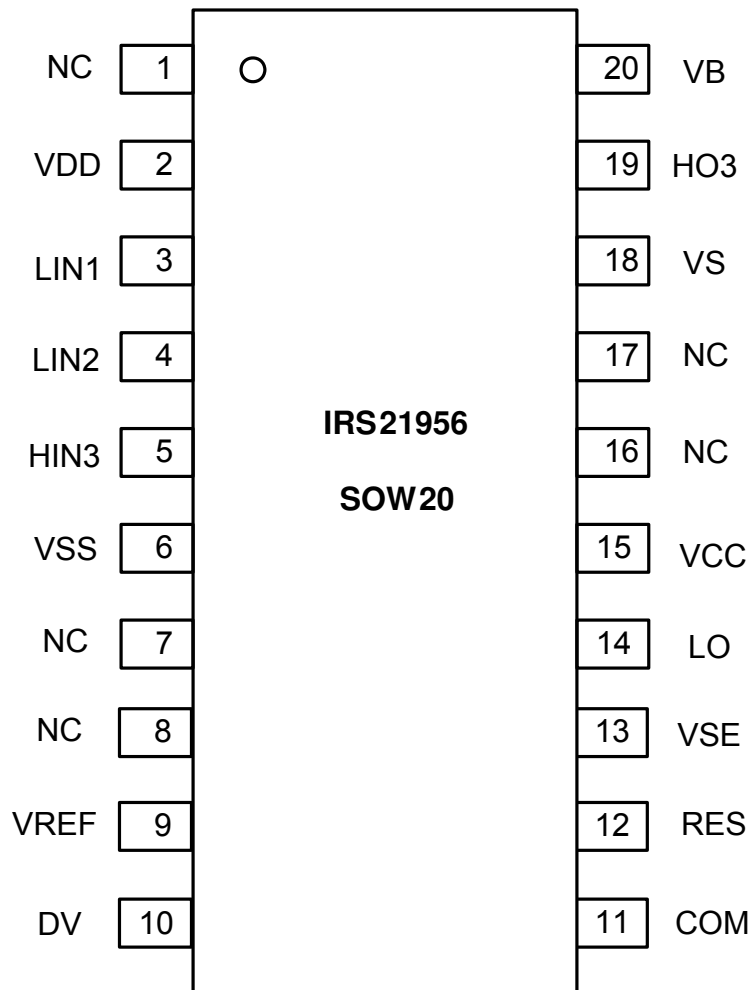 NC 1 20 VB
VDD 2 19 HO3
LIN1 3 18 VS
LIN2 4 17 NC
IRS21956
HIN3 5 16 NC
SOW20
VSS 6 15 VCC
NC 7 14 LO
NC 8 13 VSE
VREF 9 12 RES
DV 10 11 COM